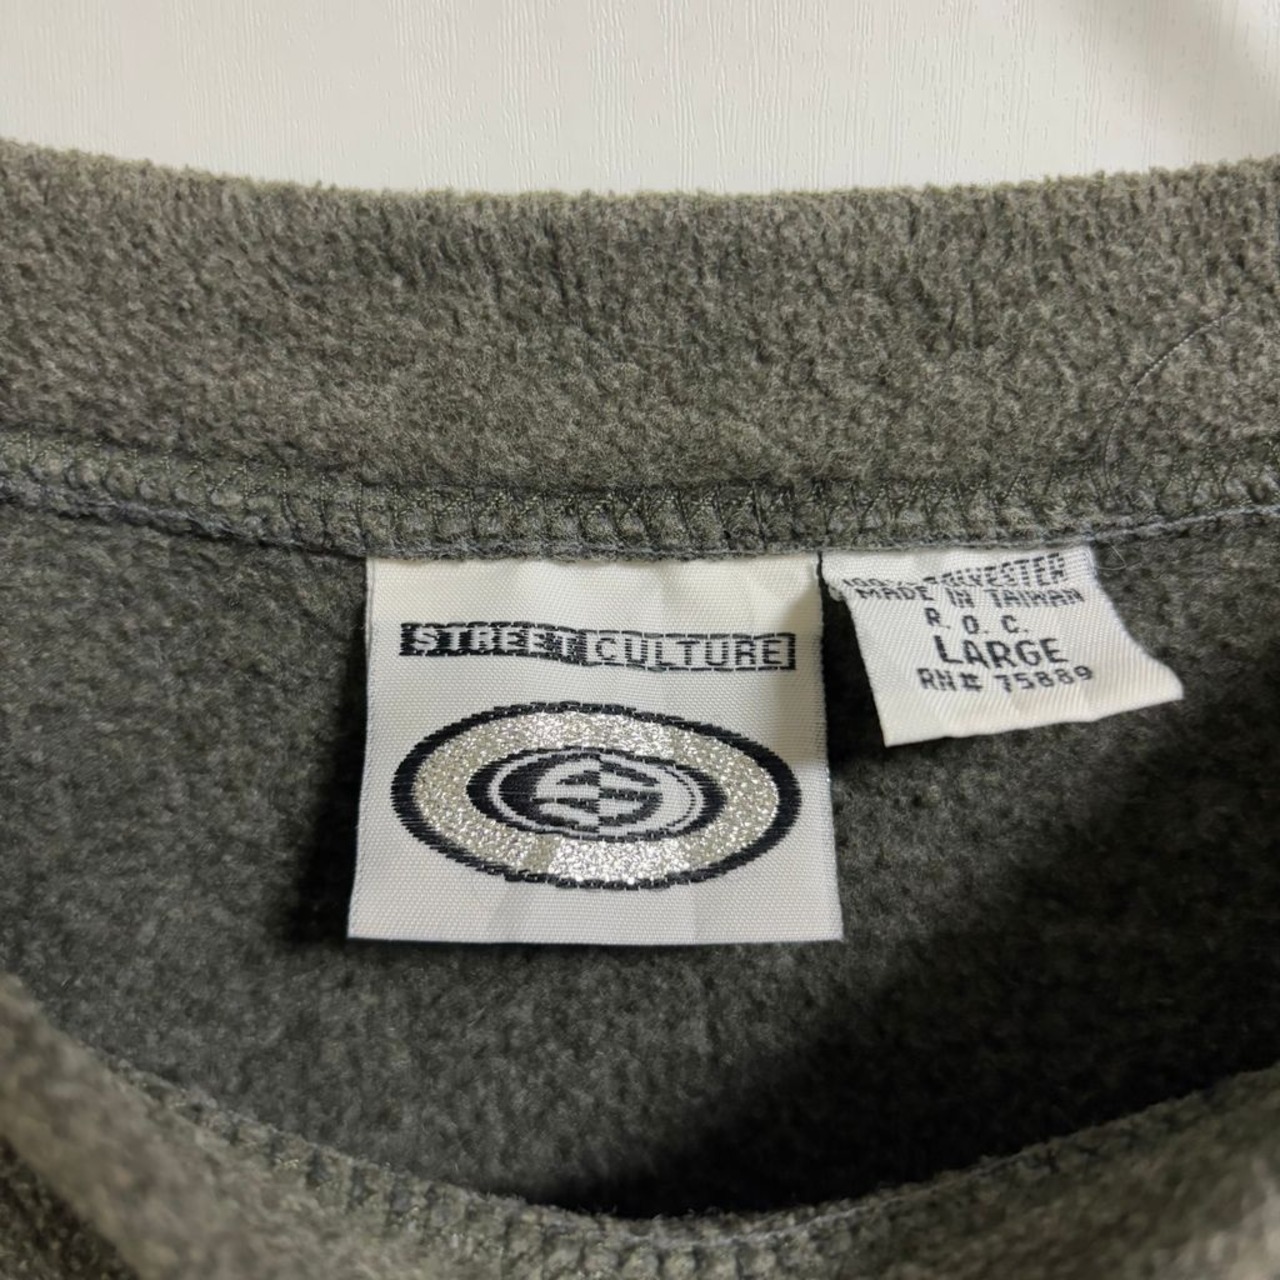 STREET CULTURE
100% POLYESTER
MADE IN TAIWAN
R. O. C.
LARGE
RN# 75889